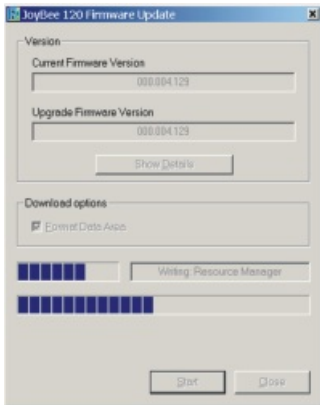 JoyBee 120 Firmware Update
Version
Current Firmware Version
000.004.129
Upgrade Firmware Version
000.004.129
Show Details
Download options
Format Data Area
Writing: Resource Manager
Start
Close